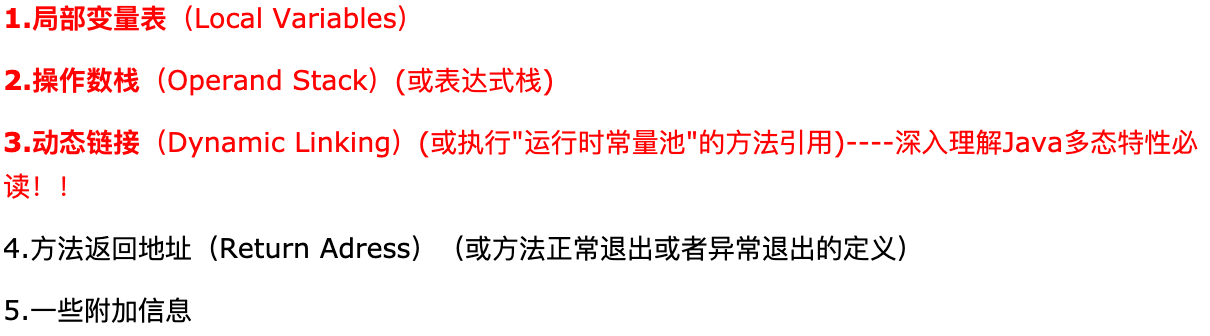 1.局部变量表（Local Variables）
2.操作数栈（Operand Stack）(或表达式栈)
3.动态链接（Dynamic Linking）(或执行"运行时常量池"的方法引用)----深入理解Java多态特性必
读！！
4.方法返回地址（Return Adress）（或方法正常退出或者异常退出的定义）
5.一些附加信息